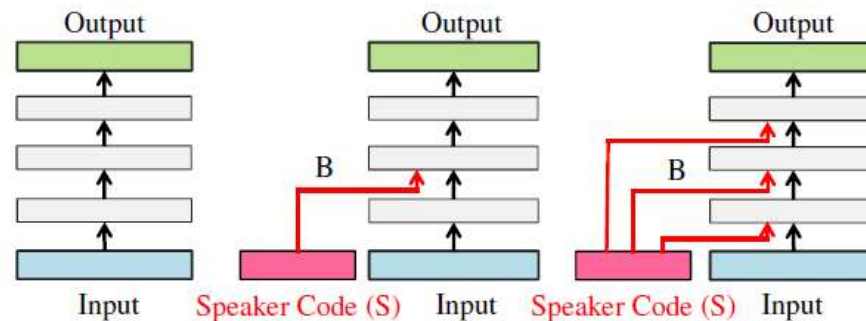 Output Output Output
B B
Input Speaker Code (S) Input Speaker Code (S) Input